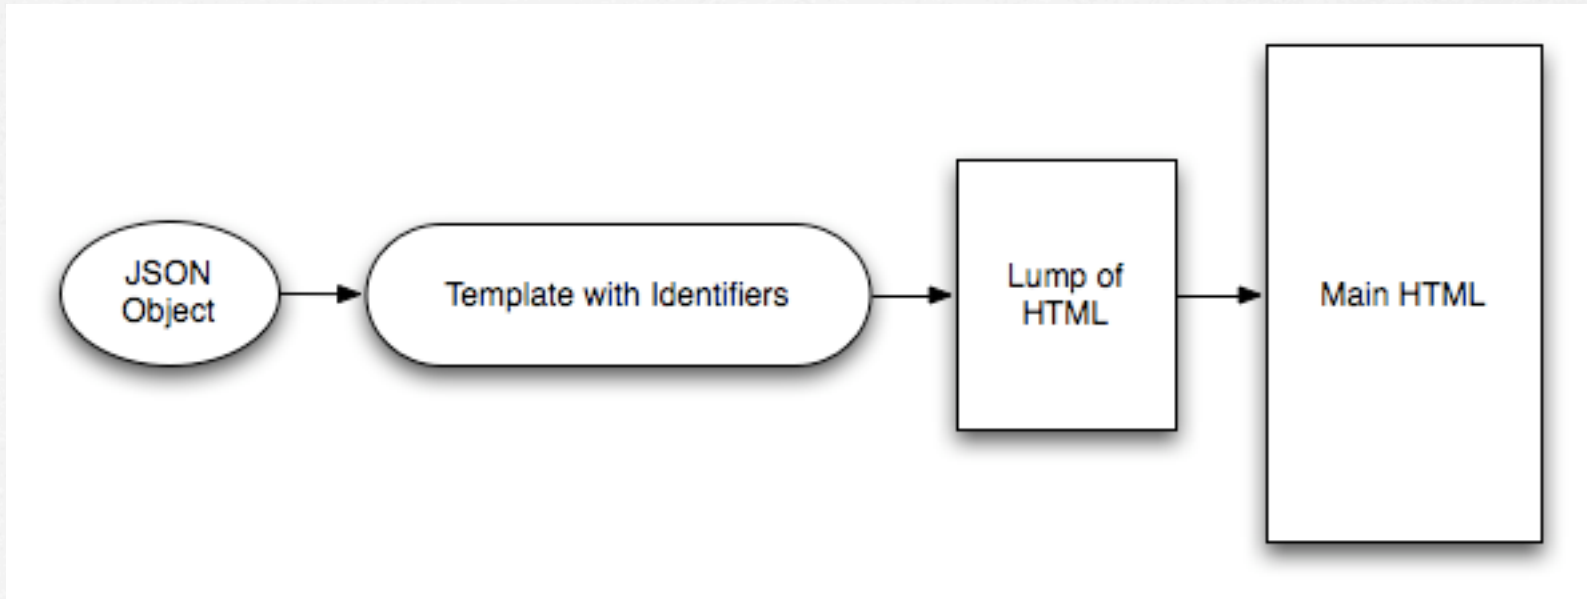 JSON
Object
Template with Identifiers
Lump of
HTML
Main HTML